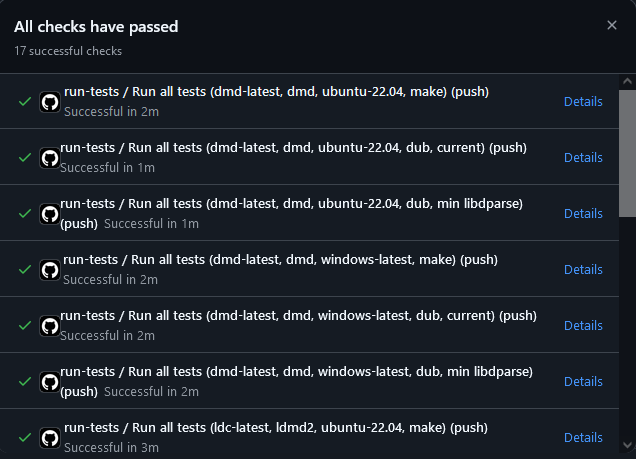 All checks have passed
17 successful checks
run-tests / Run all tests (dmd-latest, dmd, ubuntu-22.04, make) (push)
Successful in 2m
Details
run-tests / Run all tests (dmd-latest, dmd, ubuntu-22.04, dub, current) (push)
Successful in 1m
Details
run-tests / Run all tests (dmd-latest, dmd, ubuntu-22.04, dub, min libdparse)
(push) Successful in 1m
Details
run-tests / Run all tests (dmd-latest, dmd, windows-latest, make) (push)
Successful in 2m
Details
run-tests / Run all tests (dmd-latest, dmd, windows-latest, dub, current) (push)
Successful in 2m
Details
run-tests / Run all tests (dmd-latest, dmd, windows-latest, dub, min libdparse)
(push) Successful in 2m
Details
run-tests / Run all tests (ldc-latest, ldmd2, ubuntu-22.04, make) (push)
Successful in 3m
Details